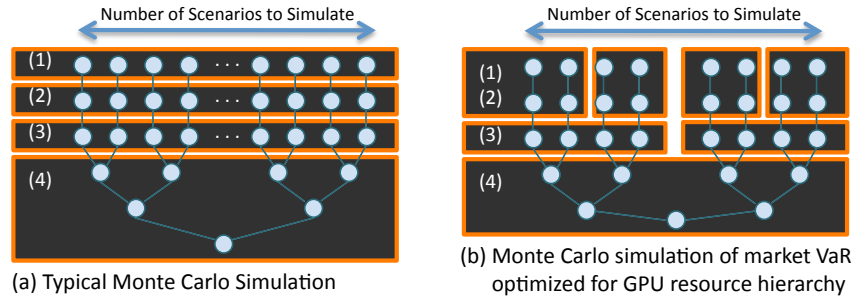 Number of Scenarios to Simulate
(1)
. . .
(2)
. . .
(3)
. . .
(4)
(a) Typical Monte Carlo Simulation
Number of Scenarios to Simulate
(1)
(2)
(3)
(4)
(b) Monte Carlo simulation of market VaR
optimized for GPU resource hierarchy